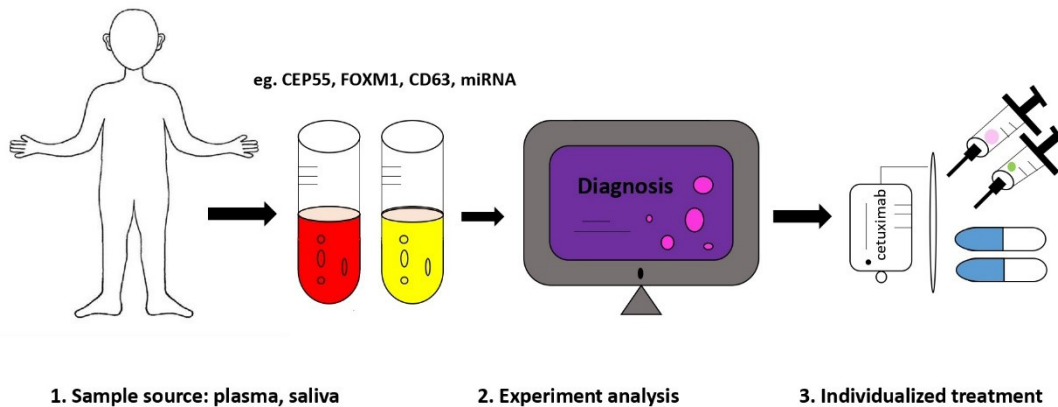 eg. CEP55, FOXM1, CD63, miRNA
Diagnosis
cetuximab
1. Sample source: plasma, saliva
2. Experiment analysis
3. Individualized treatment